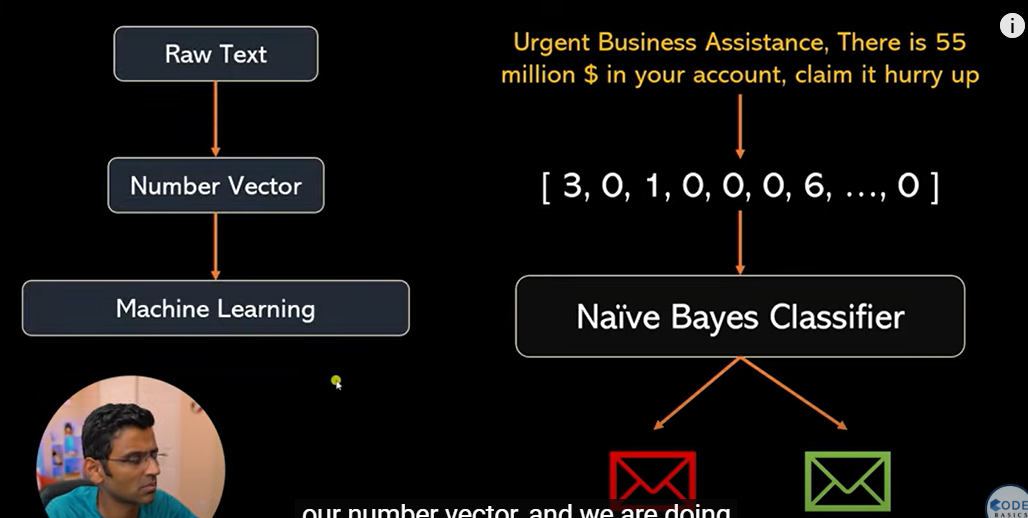 Raw Text
Number Vector
Machine Learning
Urgent Business Assistance, There is 55
million $ in your account, claim it hurry up
[ 3, 0, 1, 0, 0, 0, 6, ..., 0 ]
Naïve Bayes Classifier
our number vector, and we are doing
CODE
BASICS
i